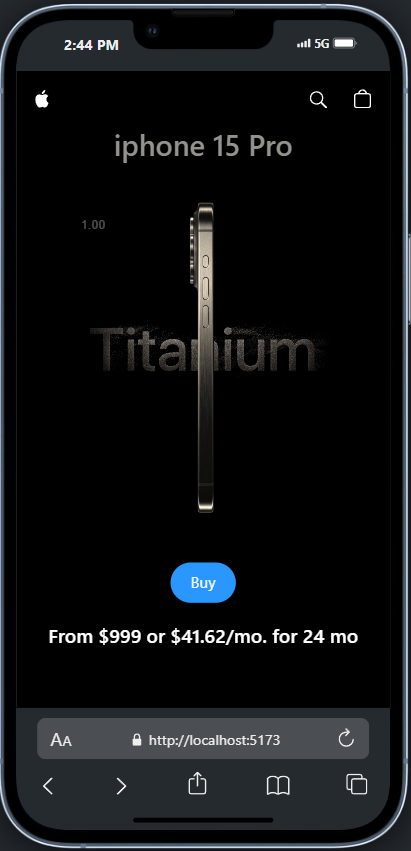 2:44 PM
5G
iphone 15 Pro
1.00
Titanium
Buy
From $999 or $41.62/mo. for 24 mo
AA
http://localhost:5173